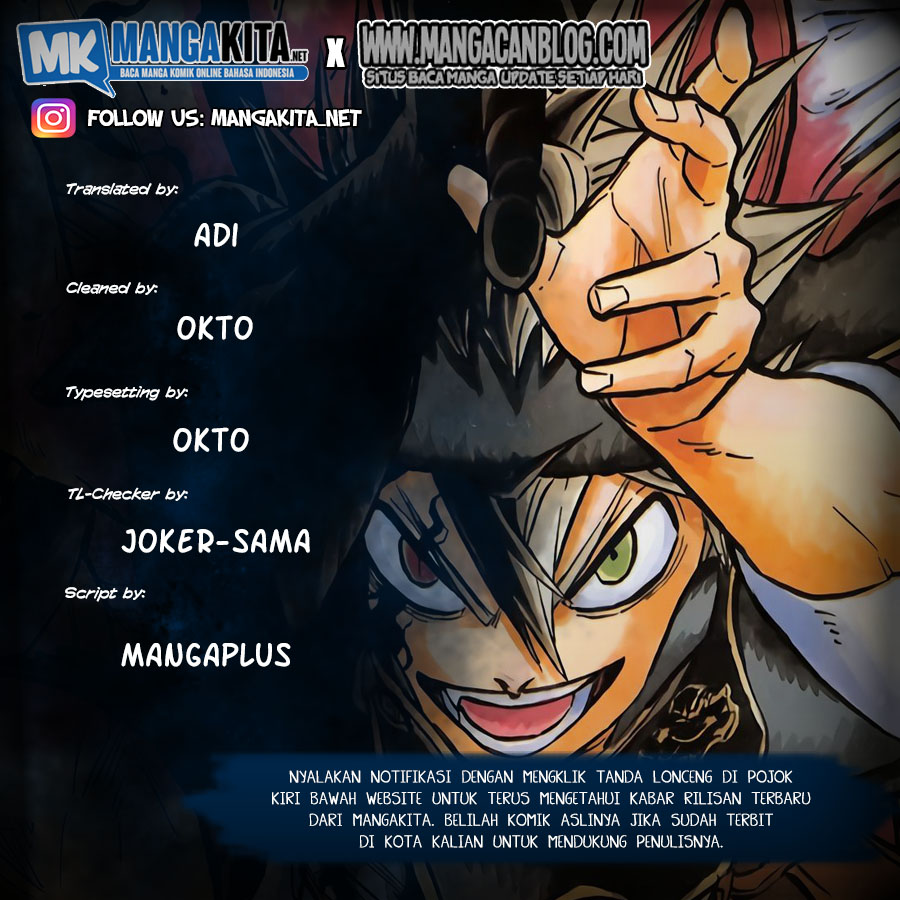 MK MANGAKITA.NET X WWW.MANGACANBLOG.COM
BACA MANGA KOMIK ONLINE BAHASA INDONESIA
SITUS BACA MANGA UPDATE SETIAP HARI
FOLLOW US: MANGAKITA_NET
Translated by:
ADI
Cleaned by:
OKTO
Typesetting by:
OKTO
TL-Checker by:
JOKER-SAMA
Script by:
MANGAPLUS
NYALAKAN NOTIFIKASI DENGAN MENGKLIK TANDA LONCENG DI POJOK
KIRI BAWAH WEBSITE UNTUK TERUS MENGETAHUI KABAR RILISAN TERBARU
DARI MANGAKITA. BELILAH KOMIK ASLINYA JIKA SUDAH TERBIT
DI KOTA KALIAN UNTUK MENDUKUNG PENULISNYA.